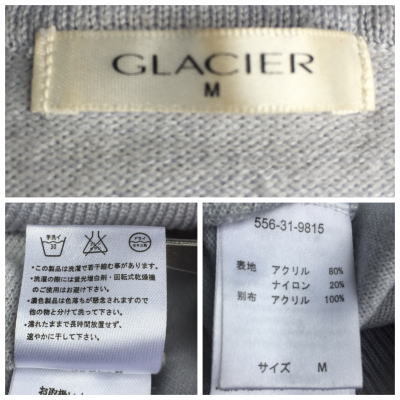 GLACIER
M
手洗イ
30
ドライ
・この製品は洗濯で若干縮む事があります。
・洗濯の際には蛍光増白剤・回転式乾燥機
のご使用はお避け下さい。
・濃色製品は色落ちが懸念されますので
他の物と分けて洗って下さい。
・濡れたままで長時間放置せず、
速やかに干して下さい。
お取扱い
556-31-9815
表地 アクリル 80%
ナイロン 20%
別布 アクリル 100%
サイズ M